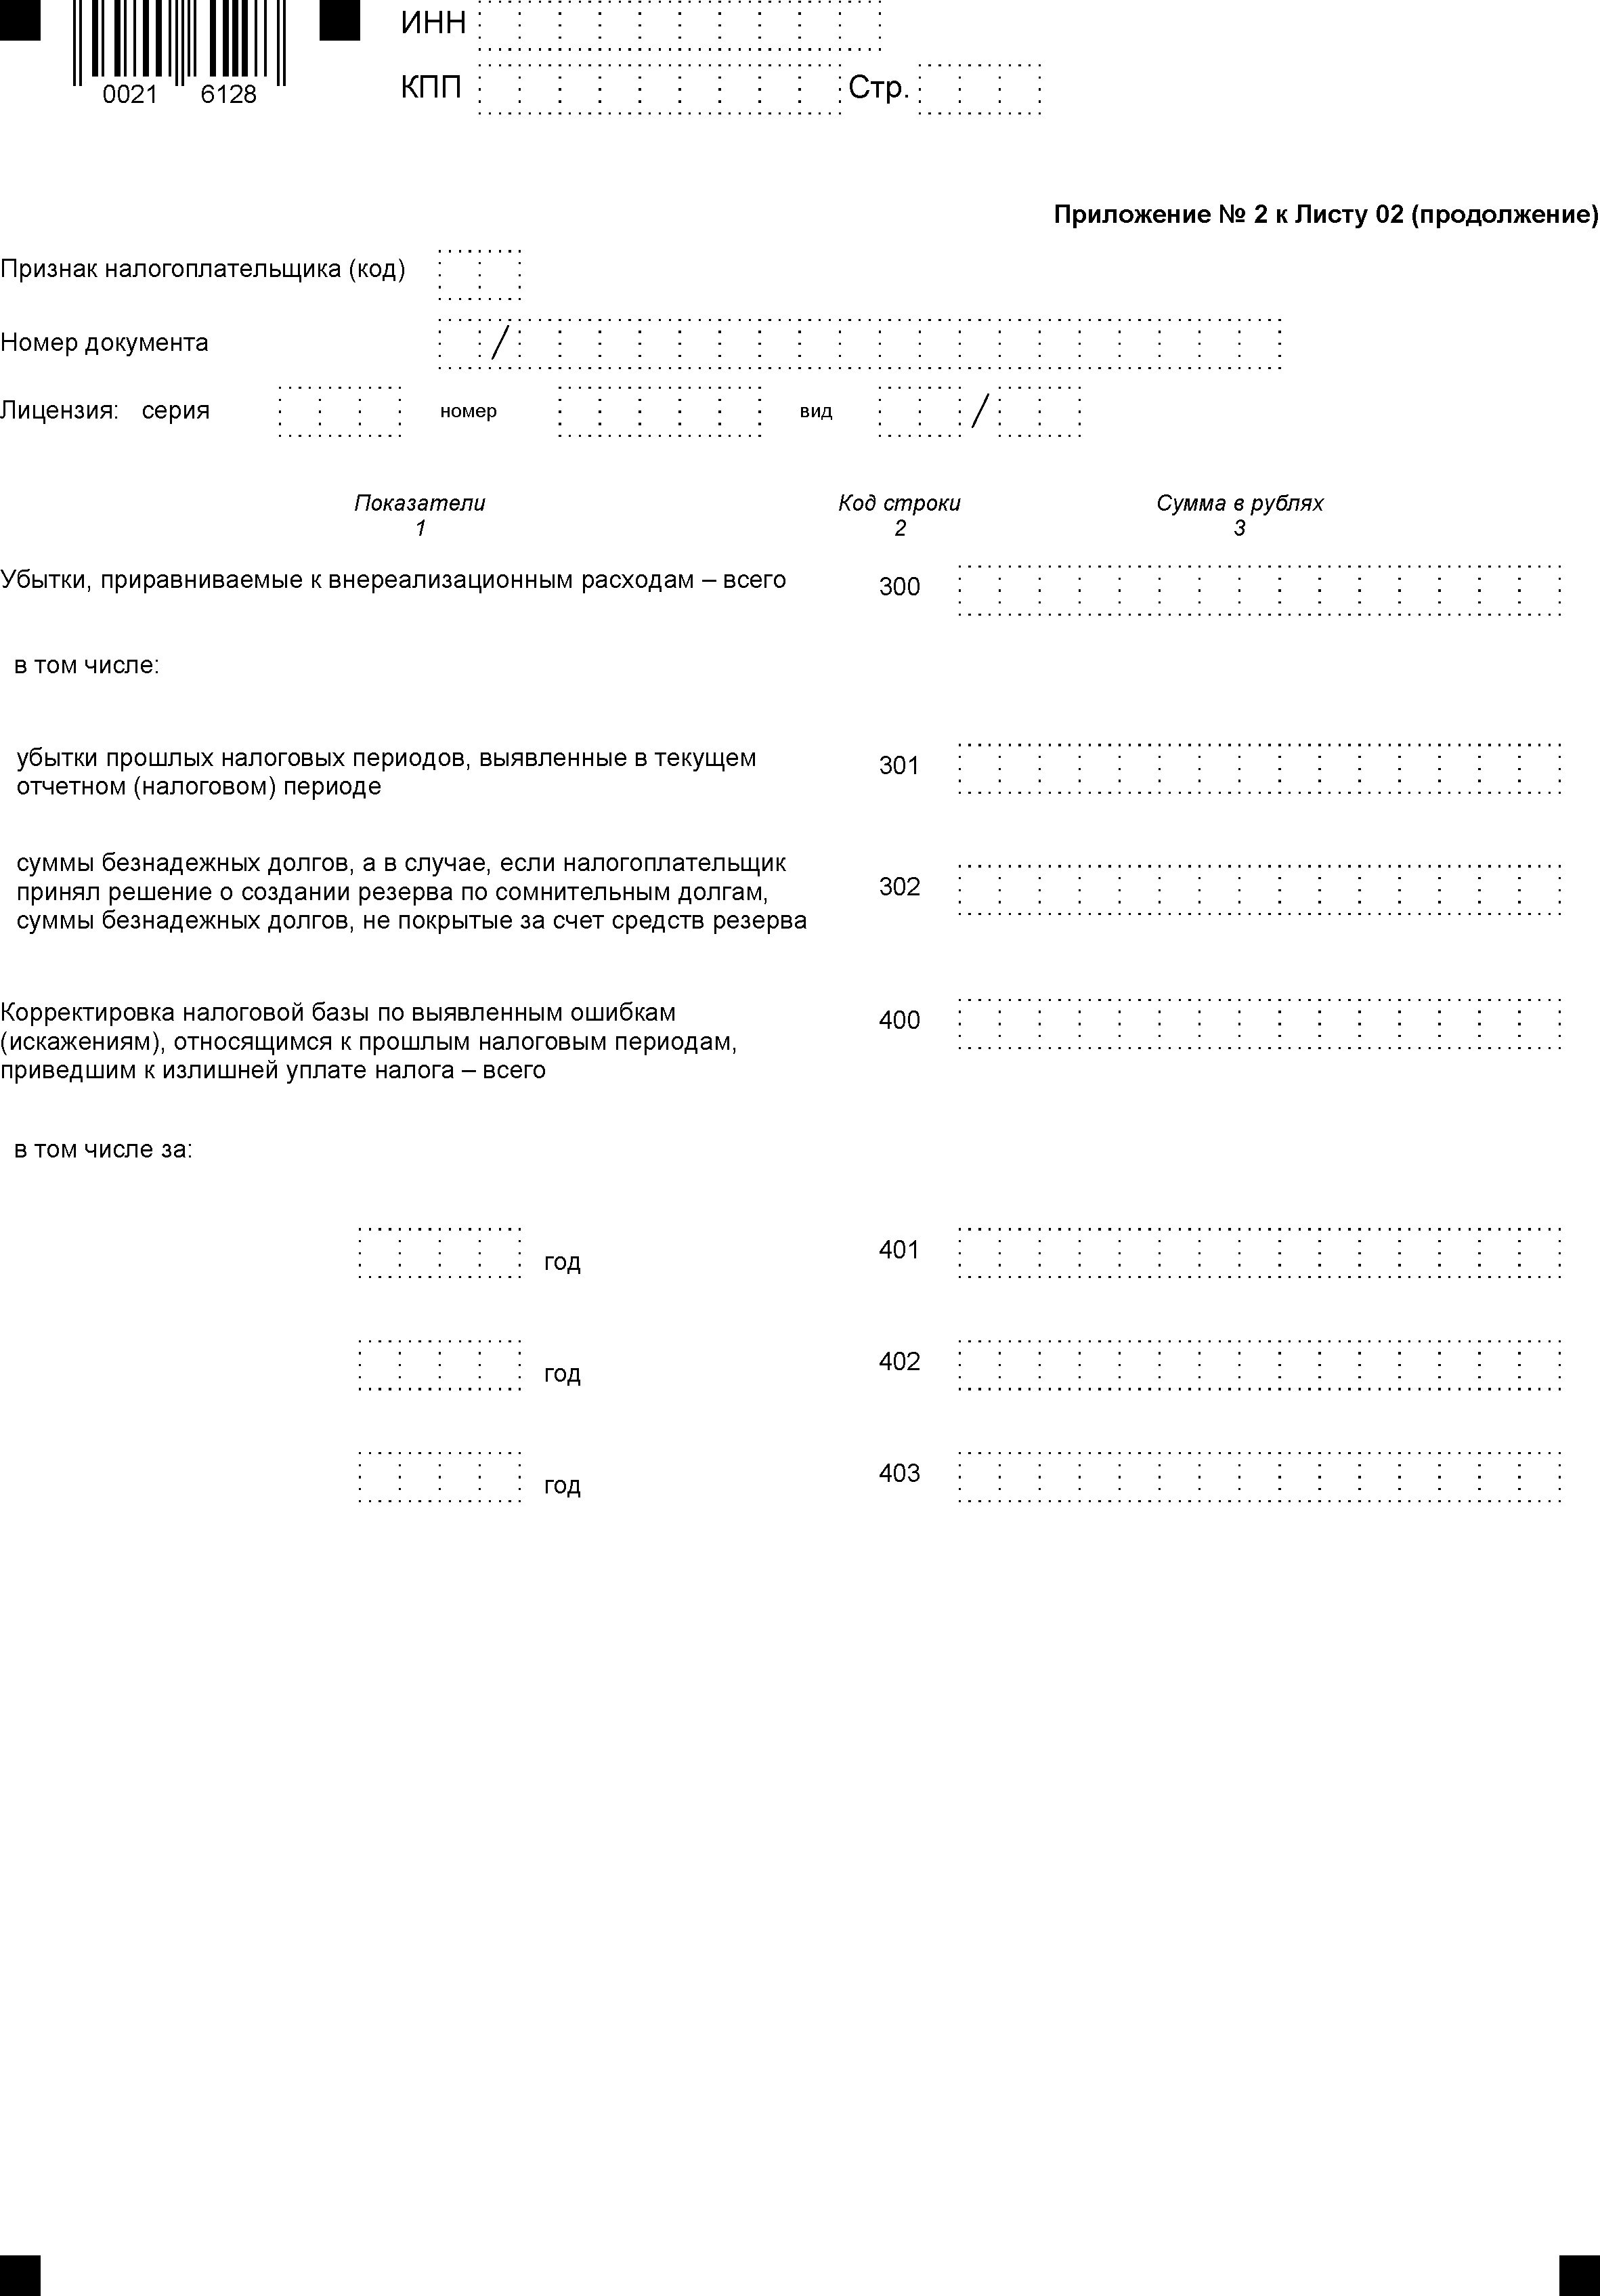 ИНН
0021 6128
КПП Стр.
Приложение № 2 к Листу 02 (продолжение)
Признак налогоплательщика (код)
Номер документа /
Лицензия: серия номер вид /
Показатели Код строки Сумма в рублях
1 2 3
Убытки, приравниваемые к внереализационным расходам – всего 300
в том числе:
убытки прошлых налоговых периодов, выявленные в текущем 301
отчетном (налоговом) периоде
суммы безнадежных долгов, а в случае, если налогоплательщик
принял решение о создании резерва по сомнительным долгам, 302
суммы безнадежных долгов, не покрытые за счет средств резерва
Корректировка налоговой базы по выявленным ошибкам 400
(искажениям), относящимся к прошлым налоговым периодам,
приведшим к излишней уплате налога – всего
в том числе за:
год 401
год 402
год 403